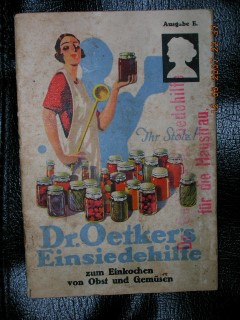 Ausgabe E.
Ihr Stolz!
für die Hausfrau.
Dr. Oetker's
Einsiedehilfe
zum Einkochen
von Obst und Gemüsen